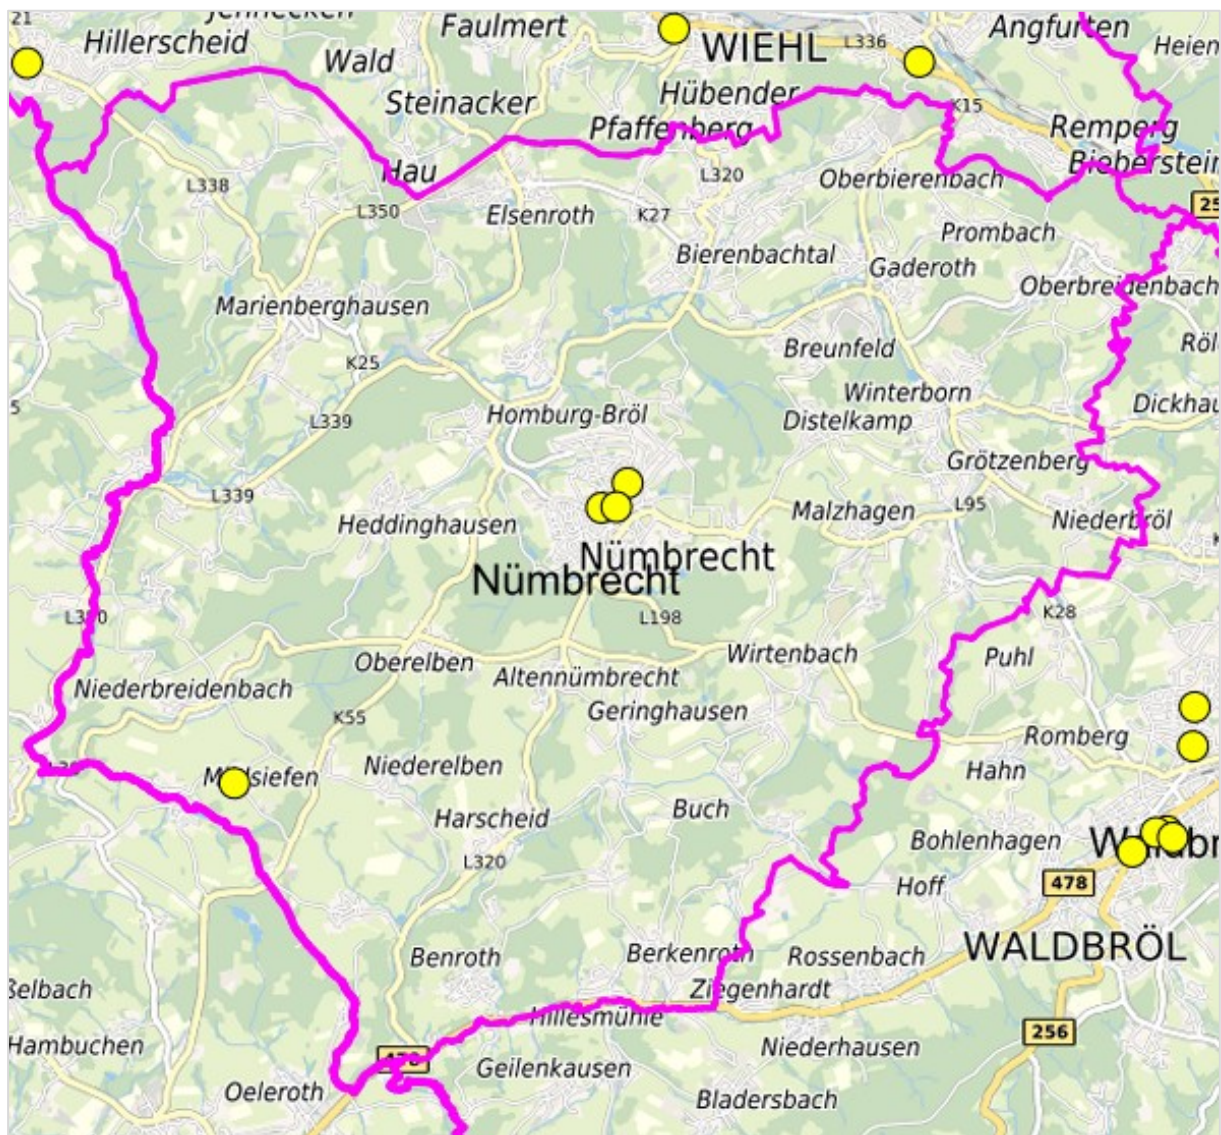 21
Hillerscheid
Faulmert
WIEHL
L336
Angfurten
Heien
Wald
Steinacker
Hübender
K15
Pfaffenberg
Remperg
Bieberstein
Hau
L338
L320
Oberbierenbach
L350
Elsenroth
K27
Prombach
Bierenbachtal
Gaderoth
Oberbreidenbach
Marienberghausen
Breunfeld
K25
Winterborn
Homburg-Bröl
Distelkamp
L339
Grötzenberg
L339
Heddinghausen
Malzhagen
L95
Niederbröl
Nümbrecht
Nümbrecht
L198
K28
Oberelben
Wirtenbach
Puhl
Altennümbrecht
Niederbreidenbach
Geringhausen
K55
Romberg
Niederelben
Hahn
Buch
Harscheid
Bohlenhagen
L320
478
Hoff
Benroth
Berkenroth
Rossenbach
WALDBRÖL
Ziegenhardt
Hillesmühle
256
Hambuchen
Niederhausen
478
Geilenkausen
Oeleroth
Bladersbach